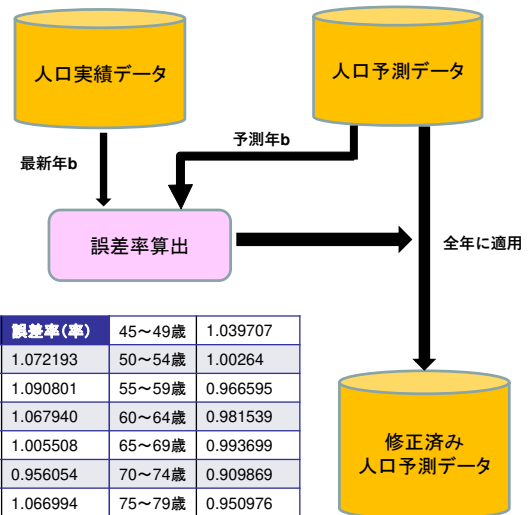 人口実績データ
人口予測データ
予測年b
最新年b
誤差率算出
全年に適用
誤差率(率) 45～49歳 1.039707
1.072193 50～54歳 1.00264
1.090801 55～59歳 0.966595
1.067940 60～64歳 0.981539
1.005508 65～69歳 0.993699
0.956054 70～74歳 0.909869
1.066994 75～79歳 0.950976
修正済み
人口予測データ